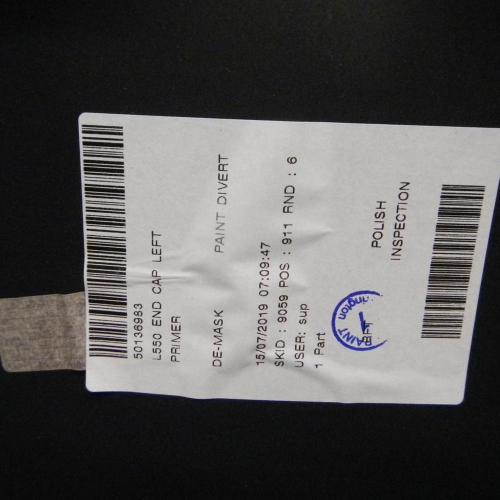 50136983
L550 END CAP LEFT
PRIMER
DE-MASK PAINT DIVERT
15/07/2019 07:09:47
SKID : 9059 POS : 911 RND : 6
USER: sup
1 Part
POLISH
INSPECTION
PAINT
1